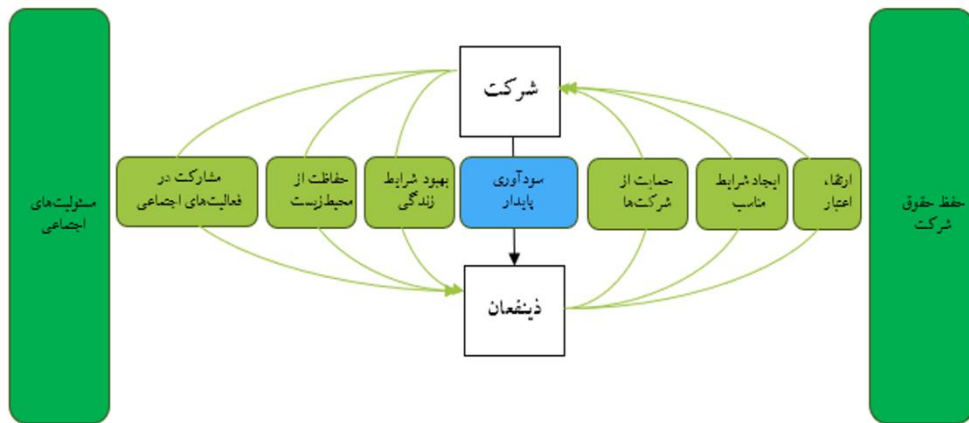 شرکت
ارتقاء
اعتبار
ایجاد شرایط
مناسب
حمایت از
شرکت‌ها
سودآوری
پایدار
بهبود شرایط
زندگی
حفاظت از
محیط‌زیست
مشارکت در
فعالیت‌های اجتماعی
حفظ حقوق
شرکت
مسئولیت‌های
اجتماعی
ذینفعان